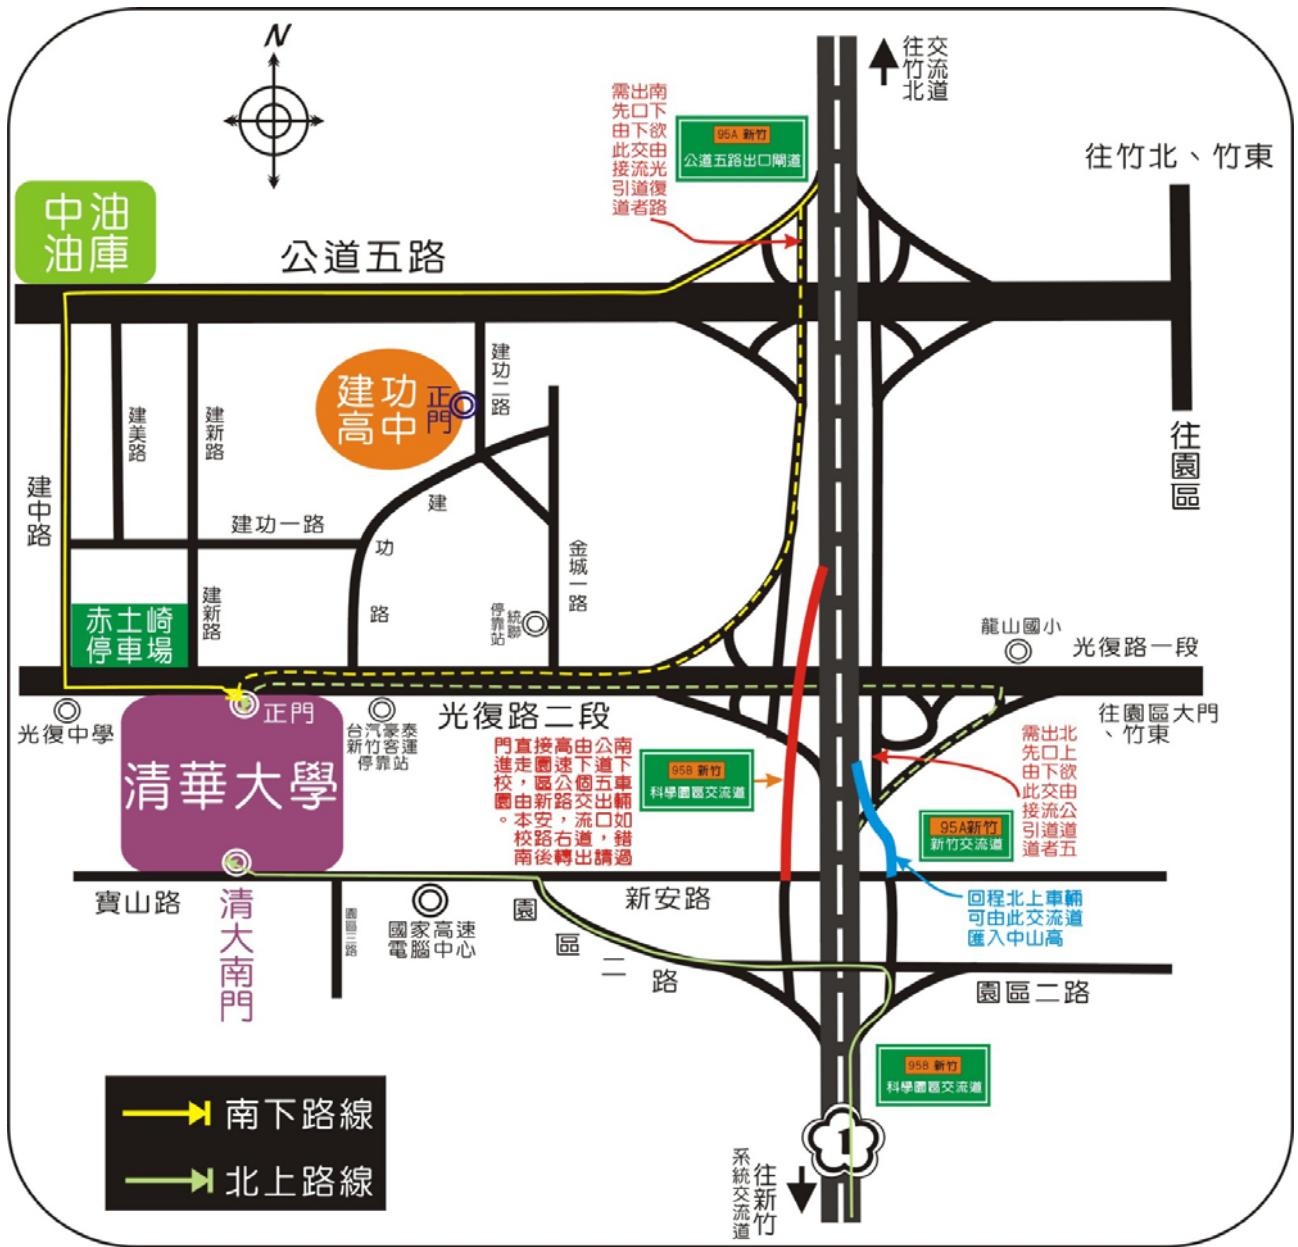 N
往竹北
交流道
南下欲由光復路
出口下交流道者
需先由此接引道
95A 新竹
公道五路出口閘道
往竹北、竹東
中油
油庫
公道五路
建功
高中
正門
建功二路
建美路
建新路
往園區
建中路
建功一路
建功路
金城一路
赤土崎
停車場
建新路
統聯
停靠站
龍山國小
光復路一段
正門
光復路二段
光復中學
台汽豪泰
新竹客運
停靠站
往園區大門
、竹東
清華大學
南下車輛如錯過
公道五出口,請
由下個交流道出
高速公路,右轉
接園區新安路後
直走,由本校南
門進校園。
95B 新竹
科學園區交流道
北上欲由公道五
出口下交流道者
需先由此接引道
95A新竹
新竹交流道
寶山路
新安路
清大南門
園區三路
國家高速
電腦中心
園區二路
回程北上車輛
可由此交流道
匯入中山高
園區二路
95B 新竹
科學園區交流道
南下路線
北上路線
1
往新竹
系統交流道